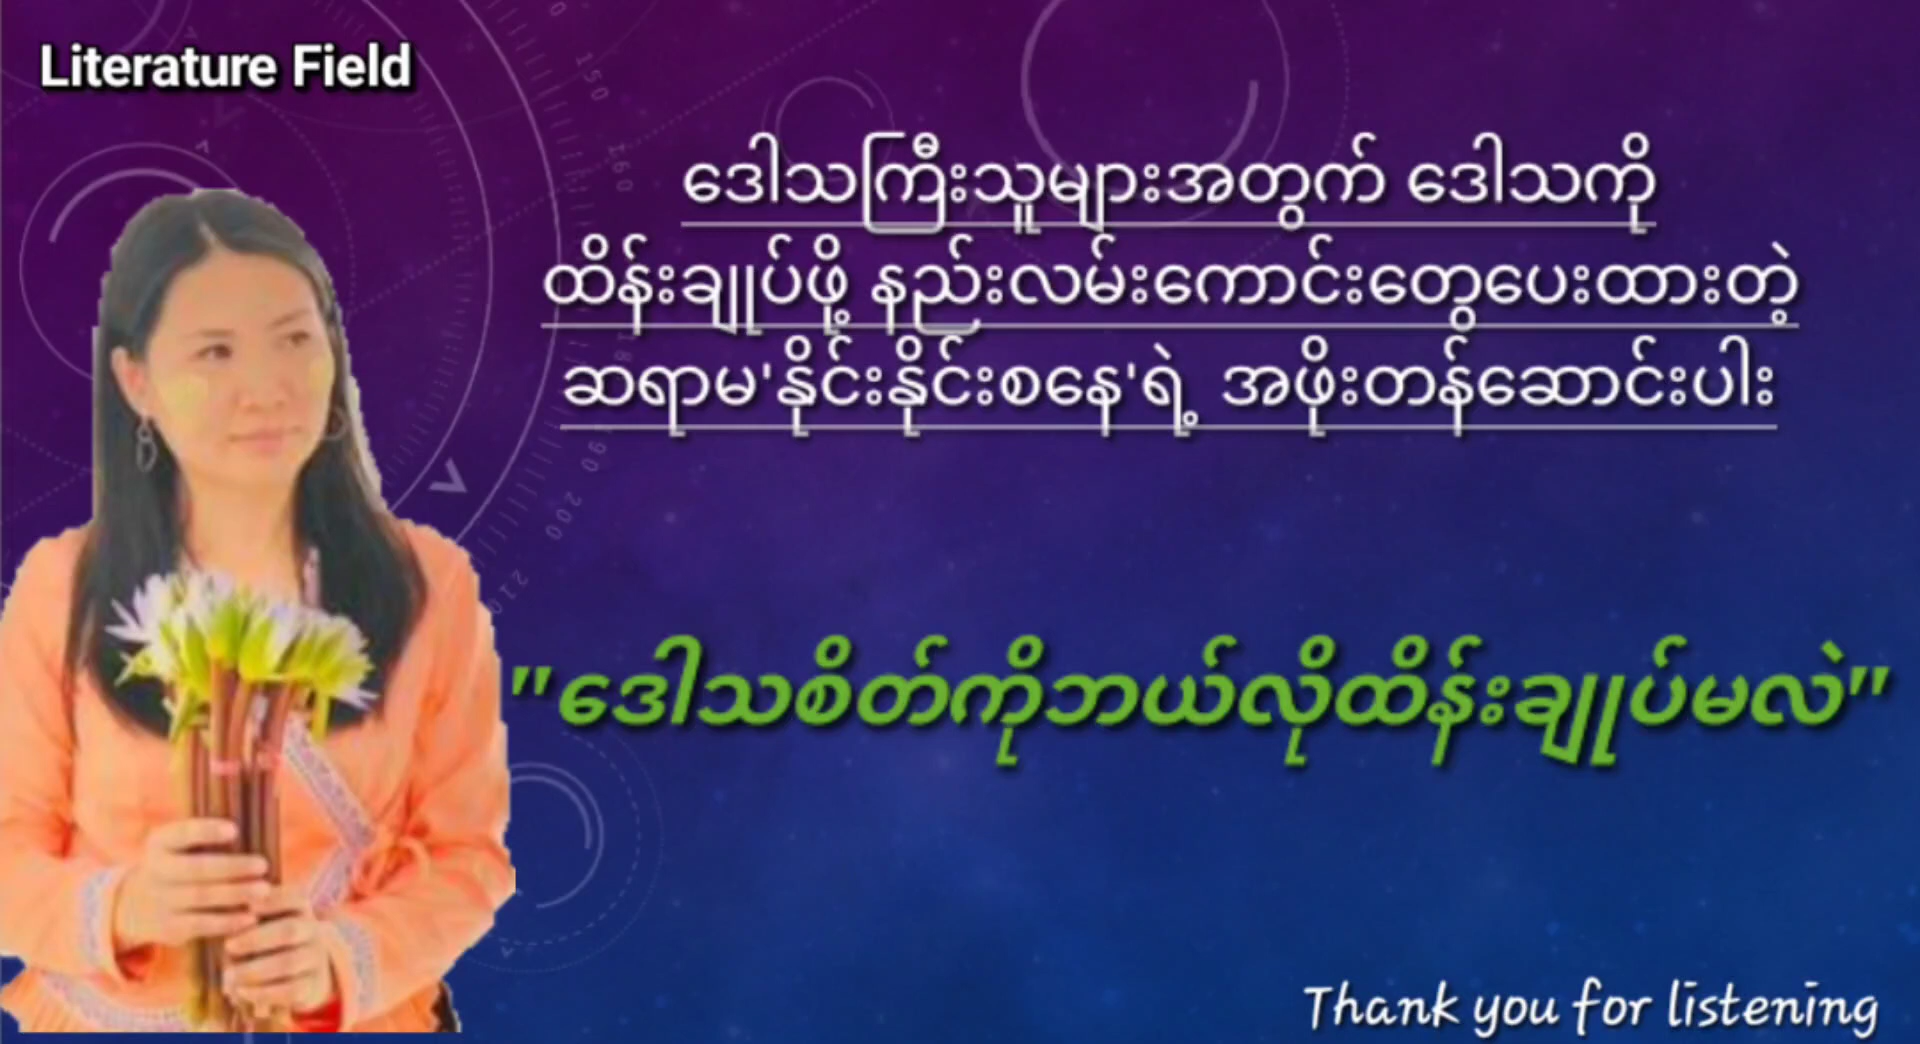 Literature Field
ဒေါသကြီးသူများအတွက် ဒေါသကို
ထိန်းချုပ်ဖို့ နည်းလမ်းကောင်းတွေပေးထားတဲ့
ဆရာမ'နိုင်းနိုင်းစနေ'ရဲ့ အဖိုးတန်ဆောင်းပါး
"ဒေါသစိတ်ကိုဘယ်လိုထိန်းချုပ်မလဲ"
Thank you for listening